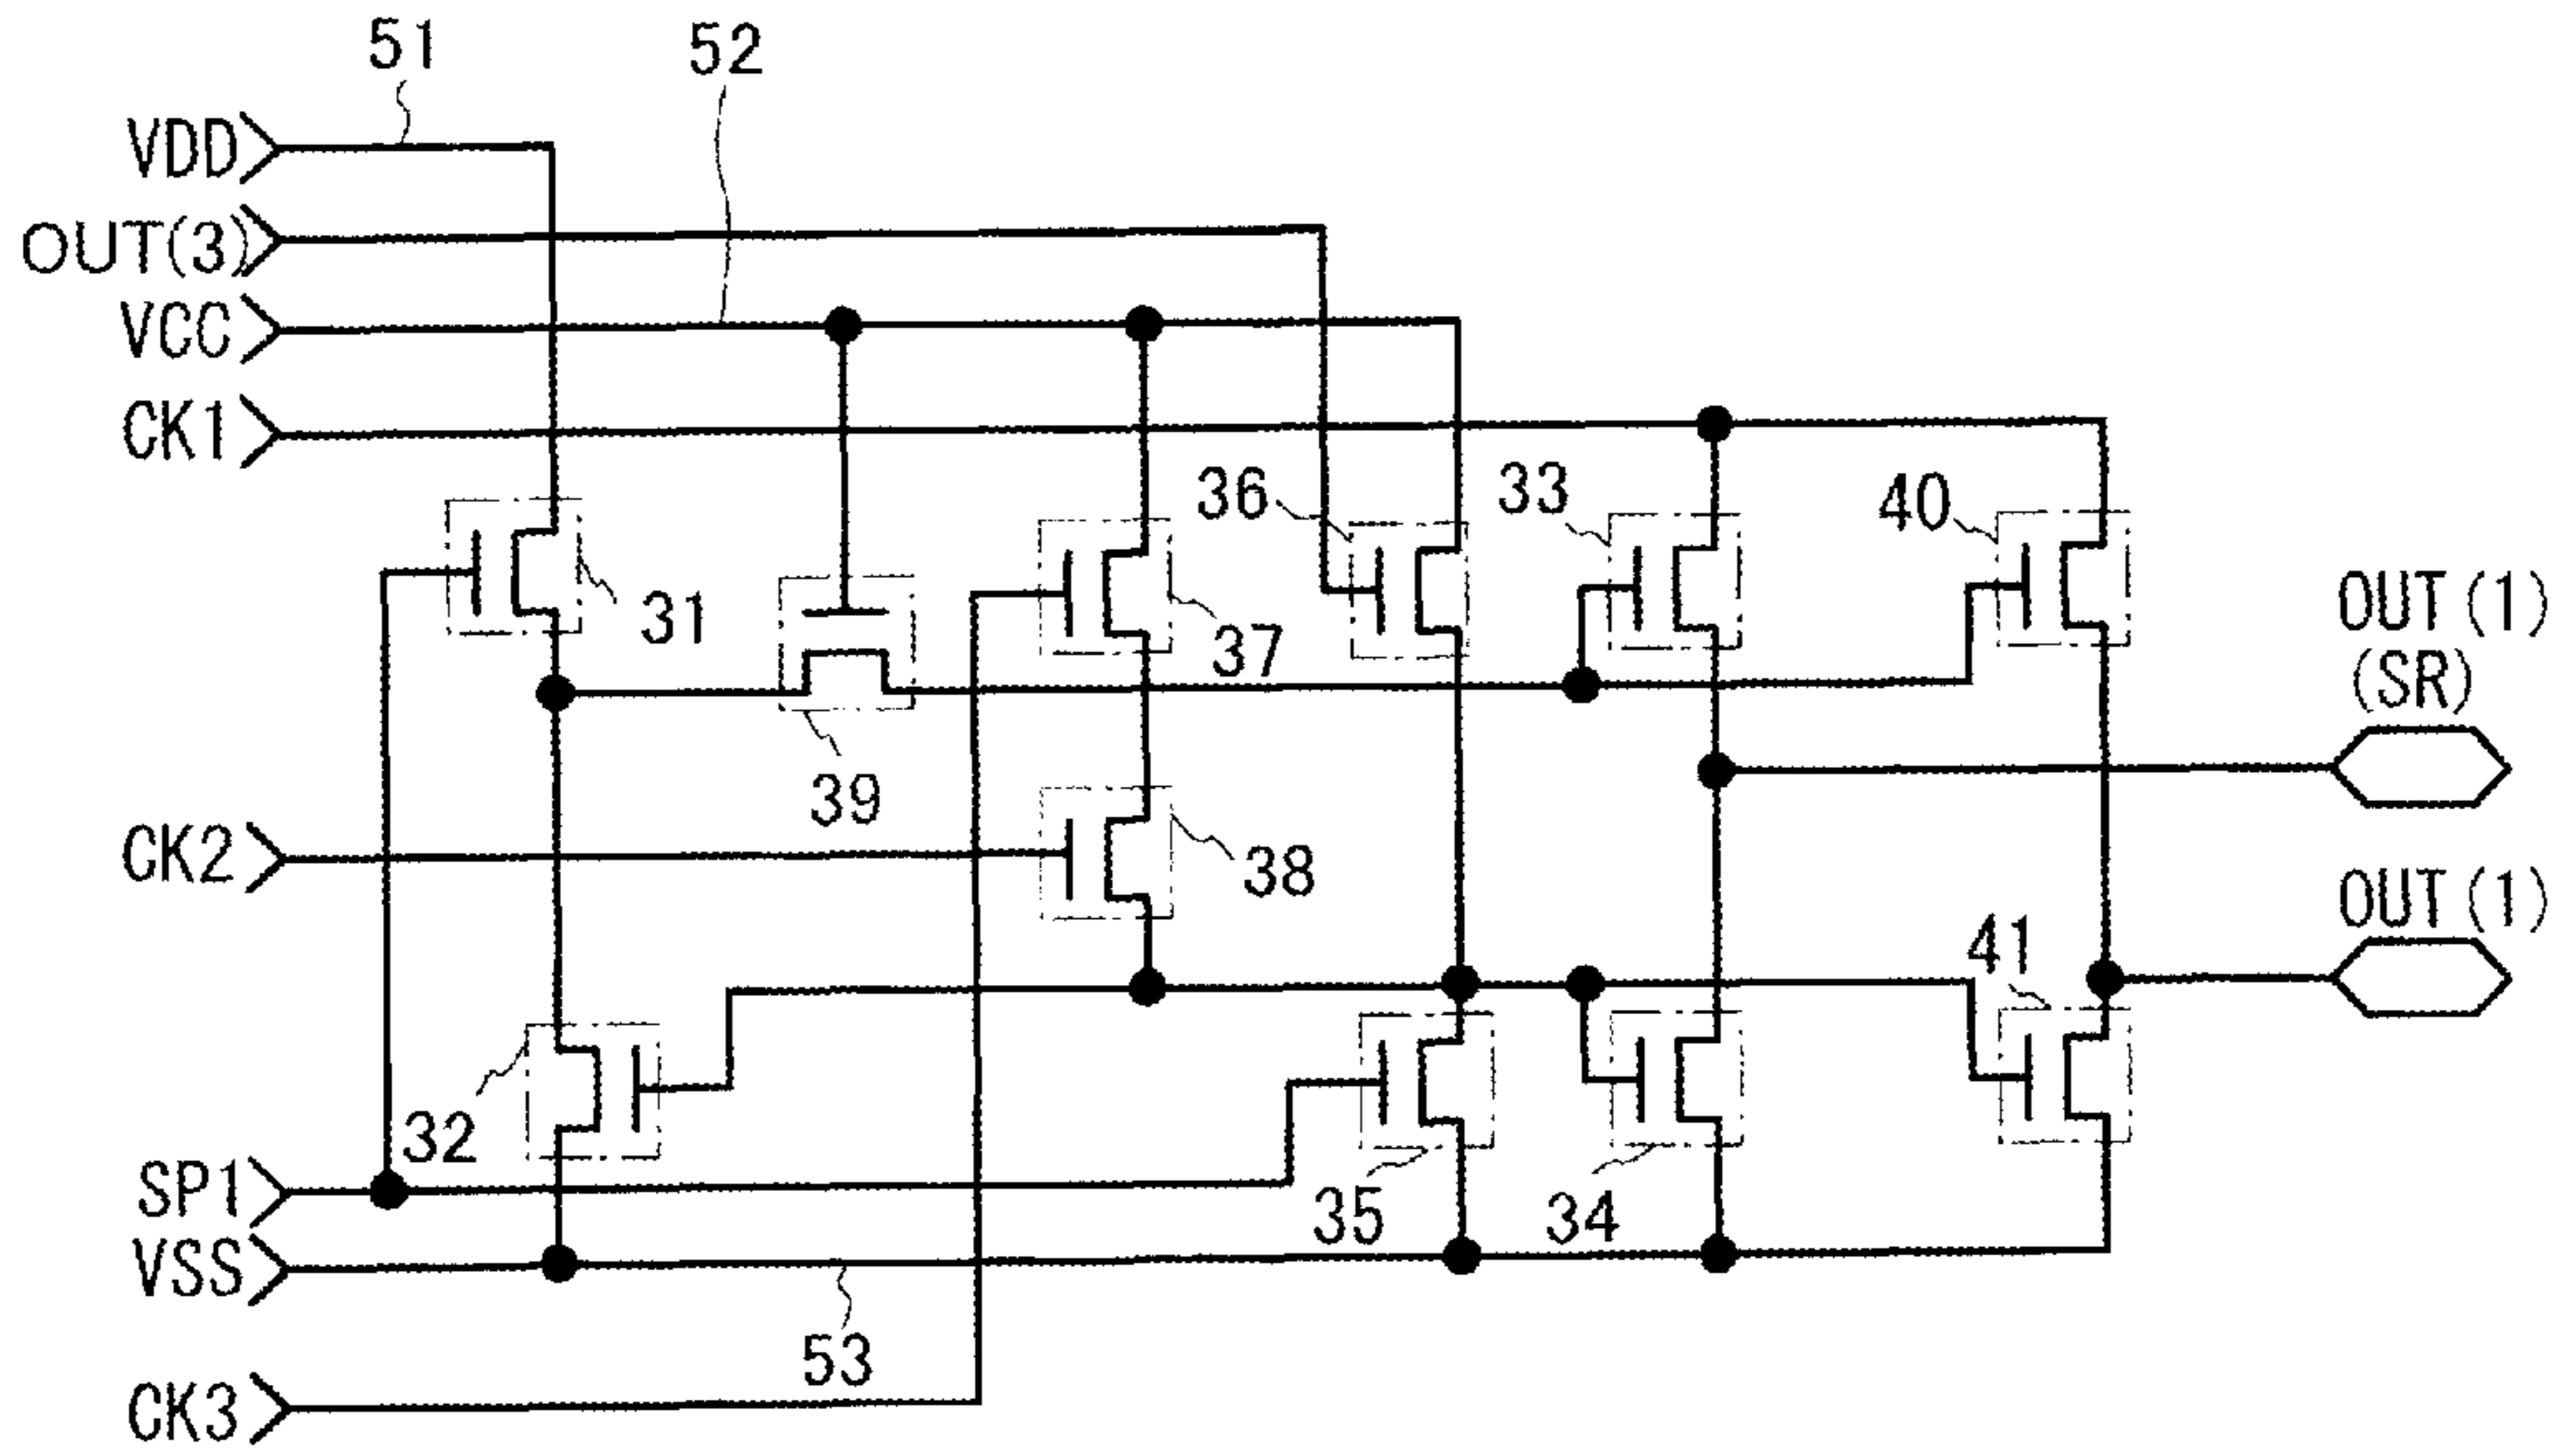 51
52
VDD
OUT(3)
VCC
CK1
36
33
40
31
37
OUT(1)
(SR)
39
CK2
38
OUT(1)
41
32
SP1
35
34
VSS
53
CK3